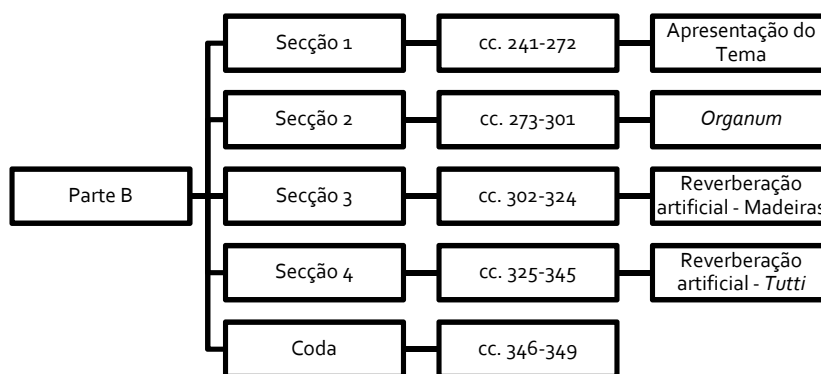 Secção 1
cc. 241-272
Apresentação do
Tema
Secção 2
cc. 273-301
Organum
Parte B
Secção 3
cc. 302-324
Reverberação
artificial - Madeiras
Secção 4
cc. 325-345
Reverberação
artificial - Tutti
Coda
cc. 346-349